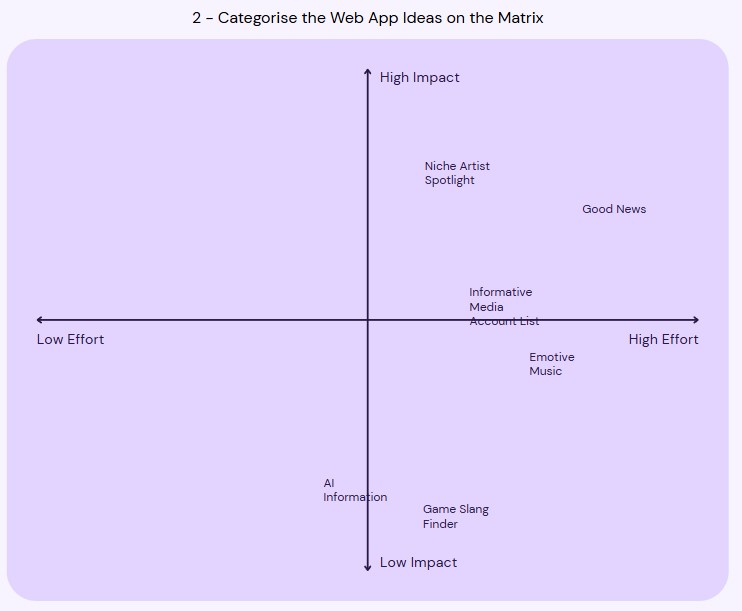 2 - Categorise the Web App Ideas on the Matrix
High Impact
Niche Artist
Spotlight
Good News
Informative
Media
Account List
Low Effort
High Effort
Emotive
Music
AI
Information
Game Slang
Finder
Low Impact